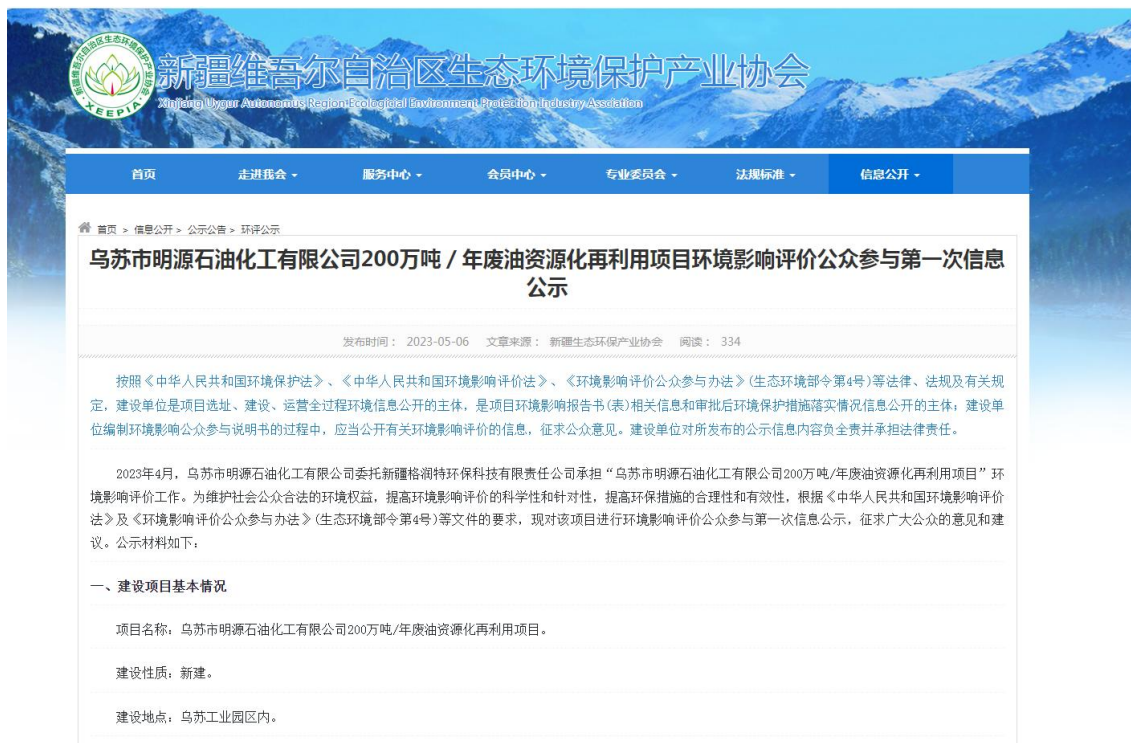 新疆维吾尔自治区生态环境保护产业协会
Xinjiang Uygur Autonomous Region Ecological Environment Protection Industry Association
XEEPIA
首页 走进我会 服务中心 会员中心 专业委员会 法规标准 信息公开
首页 > 信息公开 > 公示公告 > 环评公示
乌苏市明源石油化工有限公司200万吨／年废油资源化再利用项目环境影响评价公众参与第一次信息
公示
发布时间： 2023-05-06 文章来源： 新疆生态环保产业协会 阅读： 334
按照《中华人民共和国环境保护法》、《中华人民共和国环境影响评价法》、《环境影响评价公众参与办法》(生态环境部令第4号)等法律、法规及有关规
定，建设单位是项目选址、建设、运营全过程环境信息公开的主体，是项目环境影响报告书(表)相关信息和审批后环境保护措施落实情况信息公开的主体；建设单
位编制环境影响公众参与说明书的过程中，应当公开有关环境影响评价的信息，征求公众意见。建设单位对所发布的公示信息内容负全责并承担法律责任。
2023年4月，乌苏市明源石油化工有限公司委托新疆格润特环保科技有限责任公司承担“乌苏市明源石油化工有限公司200万吨/年废油资源化再利用项目”环
境影响评价工作。为维护社会公众合法的环境权益，提高环境影响评价的科学性和针对性，提高环保措施的合理性和有效性，根据《中华人民共和国环境影响评价
法》及《环境影响评价公众参与办法》(生态环境部令第4号)等文件的要求，现对该项目进行环境影响评价公众参与第一次信息公示，征求广大公众的意见和建
议。公示材料如下：
一、建设项目基本情况
项目名称：乌苏市明源石油化工有限公司200万吨/年废油资源化再利用项目。
建设性质：新建。
建设地点：乌苏工业园区内。